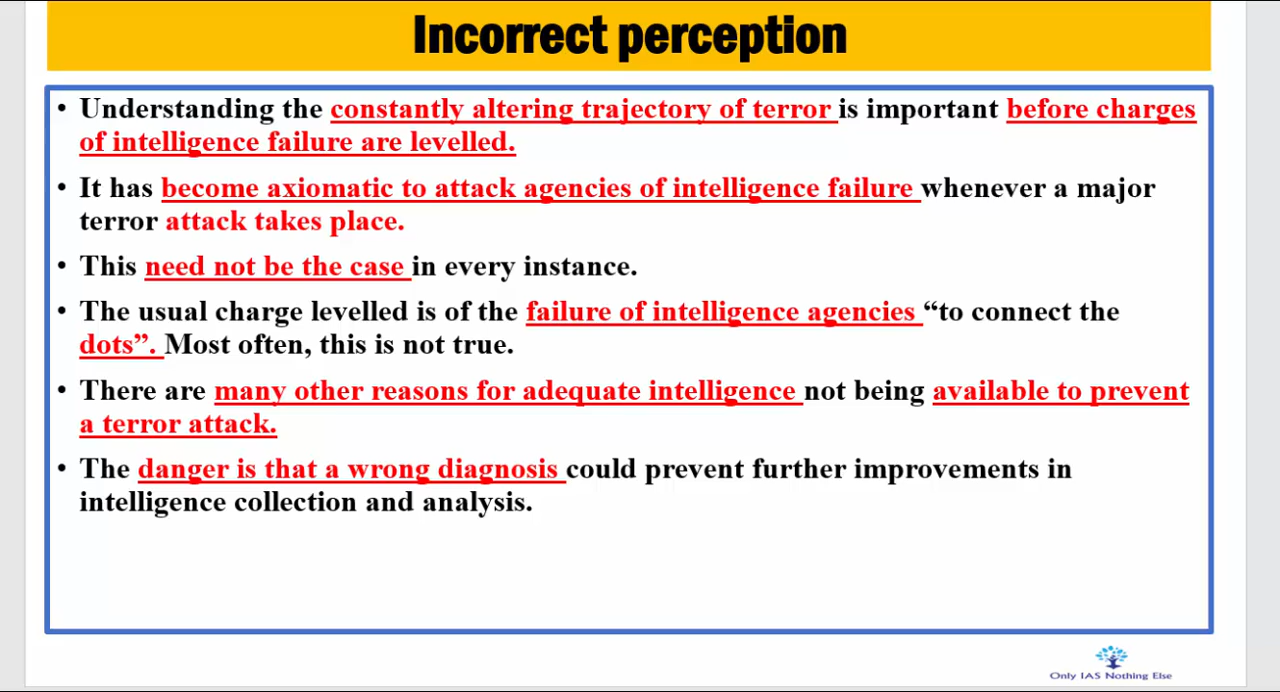 Incorrect perception
• Understanding the constantly altering trajectory of terror is important before charges
of intelligence failure are levelled.
• It has become axiomatic to attack agencies of intelligence failure whenever a major
terror attack takes place.
• This need not be the case in every instance.
• The usual charge levelled is of the failure of intelligence agencies “to connect the
dots”. Most often, this is not true.
• There are many other reasons for adequate intelligence not being available to prevent
a terror attack.
• The danger is that a wrong diagnosis could prevent further improvements in
intelligence collection and analysis.
Only IAS Nothing Else